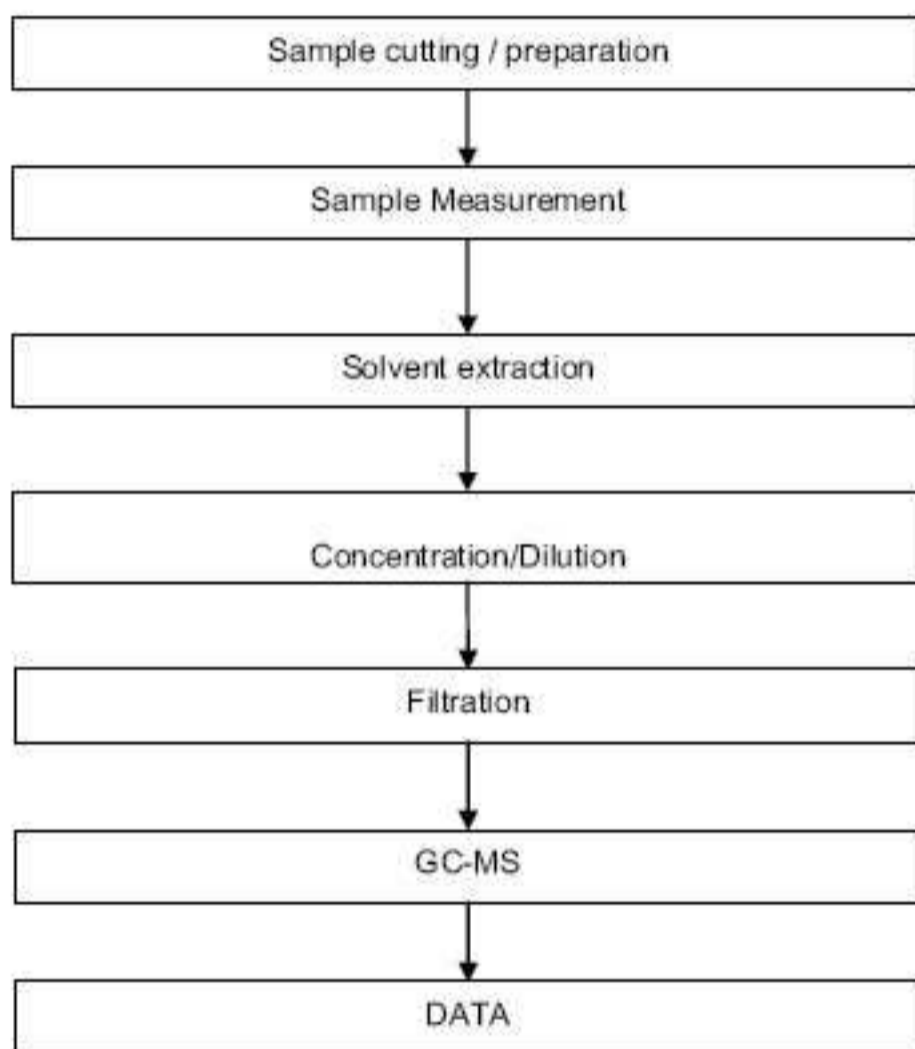 Sample cutting / preparation
Sample Measurement
Solvent extraction
Concentration/Dilution
Filtration
GC-MS
DATA